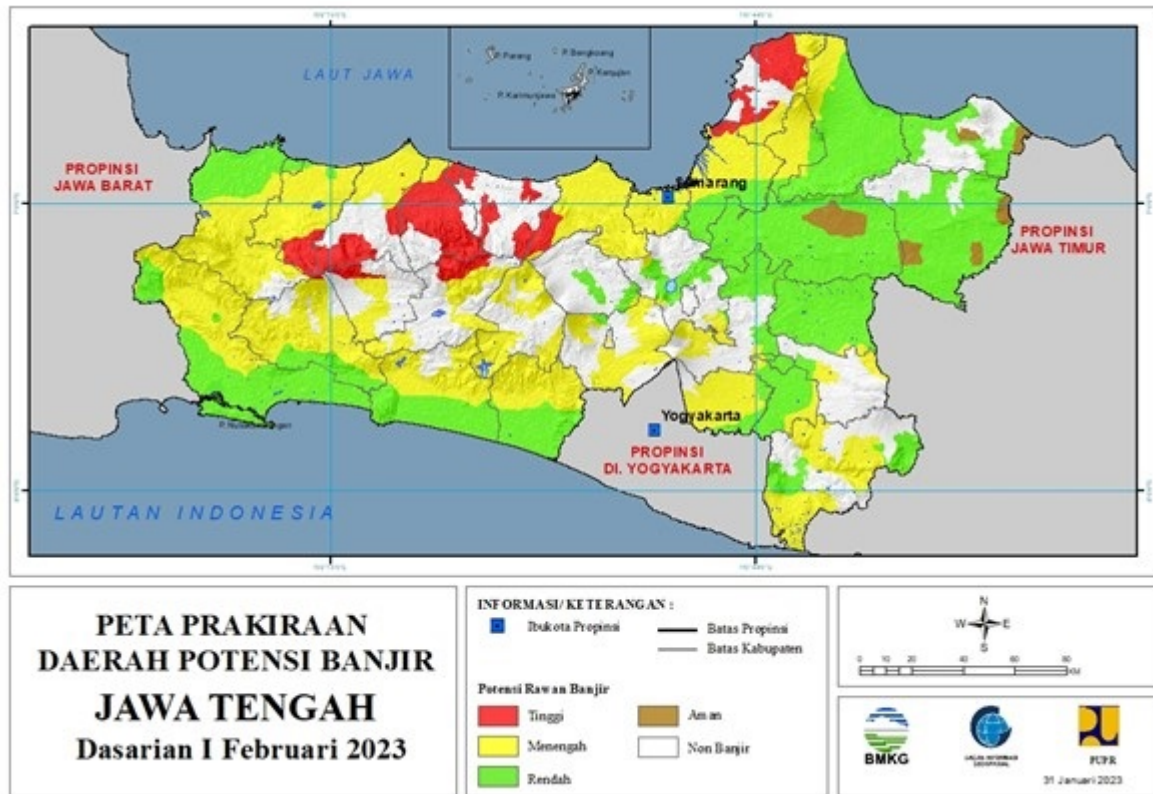 LAUT JAWA
P. Parang
P. Bengkoang
P. Karimunjawa
PROPINSI
JAWA BARAT
Semarang
PROPINSI
JAWA TIMUR
Yogyakarta
PROPINSI
DI. YOGYAKARTA
LAUTAN INDONESIA
PETA PRAKIRAAN
DAERAH POTENSI BANJIR
JAWA TENGAH
Dasarian I Februari 2023
INFORMASI/ KETERANGAN :
Ibukota Propinsi
Batas Propinsi
Batas Kabupaten
Potensi Rawan Banjir
Tinggi
Menengah
Rendah
Aman
Non Banjir
N
W E
S
0 10 20 40 60 80
KM
BMKG
PUPR
31 Januari 2023